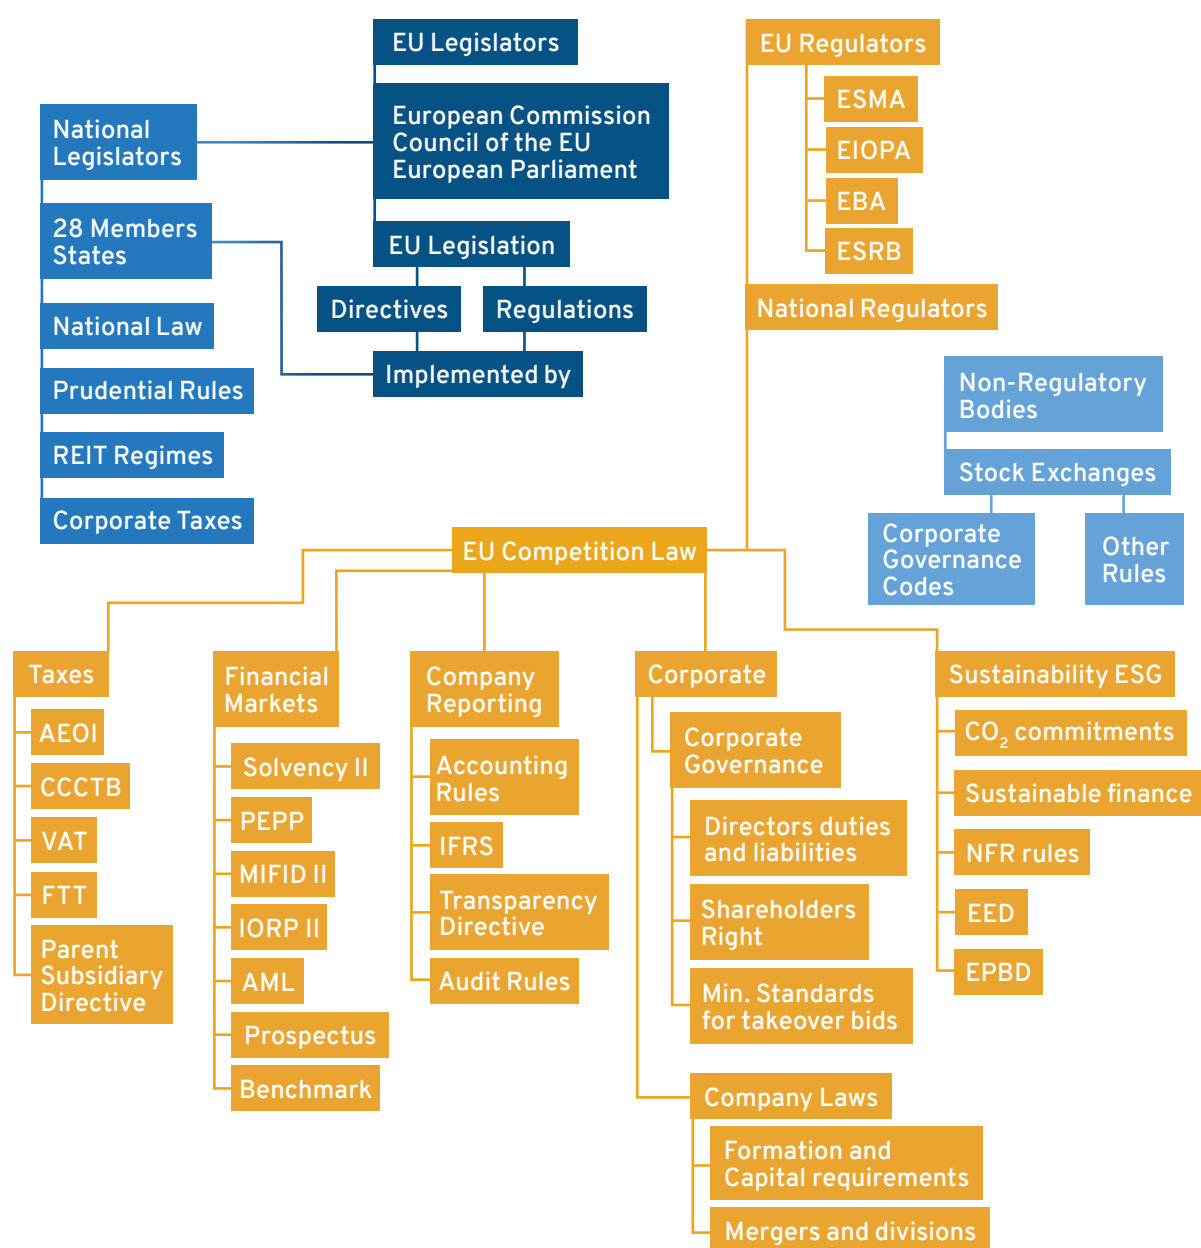 EU Legislators
European Commission
Council of the EU
European Parliament
National
Legislators
28 Members
States
National Law
Prudential Rules
REIT Regimes
Corporate Taxes
EU Legislation
Directives
Regulations
Implemented by
EU Regulators
ESMA
EIOPA
EBA
ESRB
National Regulators
Non-Regulatory
Bodies
Stock Exchanges
Corporate
Governance
Codes
Other
Rules
EU Competition Law
Taxes
AEOI
CCCTB
VAT
FTT
Parent
Subsidiary
Directive
Financial
Markets
Solvency II
PEPP
MIFID II
IORP II
AML
Prospectus
Benchmark
Company
Reporting
Accounting
Rules
IFRS
Transparency
Directive
Audit Rules
Corporate
Corporate
Governance
Directors duties
and liabilities
Shareholders
Right
Min. Standards
for takeover bids
Company Laws
Formation and
Capital requirements
Mergers and divisions
Sustainability ESG
CO₂ commitments
Sustainable finance
NFR rules
EED
EPBD